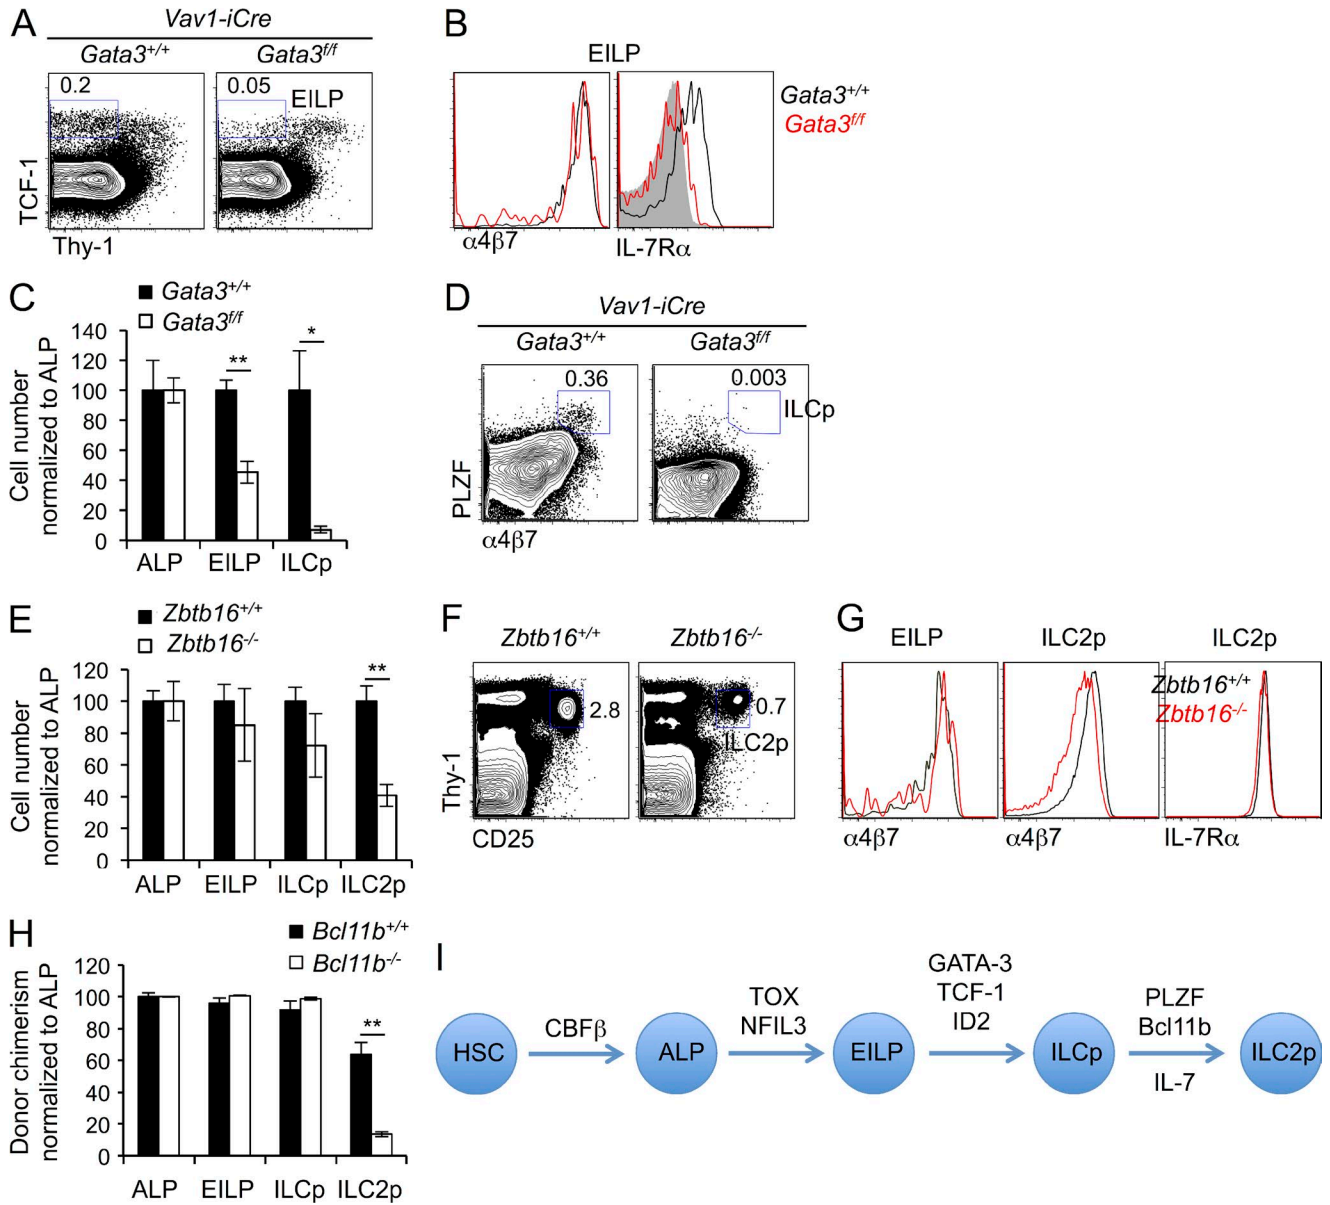 A
Vav1-iCre
Gata3+/+
Gata3f/f
0.2
0.05
EILP
TCF-1
Thy-1
B
EILP
Gata3+/+
Gata3f/f
α4β7
IL-7Rα
C
Gata3+/+
Gata3f/f
Cell number
normalized to ALP
140
120
100
80
60
40
20
0
**
*
ALP
EILP
ILCp
D
Vav1-iCre
Gata3+/+
Gata3f/f
0.36
0.003
ILCp
PLZF
α4β7
E
Zbtb16+/+
Zbtb16-/-
Cell number
normalized to ALP
120
100
80
60
40
20
0
**
ALP
EILP
ILCp
ILC2p
F
Zbtb16+/+
Zbtb16-/-
2.8
0.7
ILC2p
Thy-1
CD25
G
EILP
ILC2p
ILC2p
Zbtb16+/+
Zbtb16-/-
α4β7
α4β7
IL-7Rα
H
Bcl11b+/+
Bcl11b-/-
Donor chimerism
normalized to ALP
120
100
80
60
40
20
0
**
ALP
EILP
ILCp
ILC2p
I
HSC
CBFβ
ALP
TOX
NFIL3
EILP
GATA-3
TCF-1
ID2
ILCp
PLZF
Bcl11b
IL-7
ILC2p